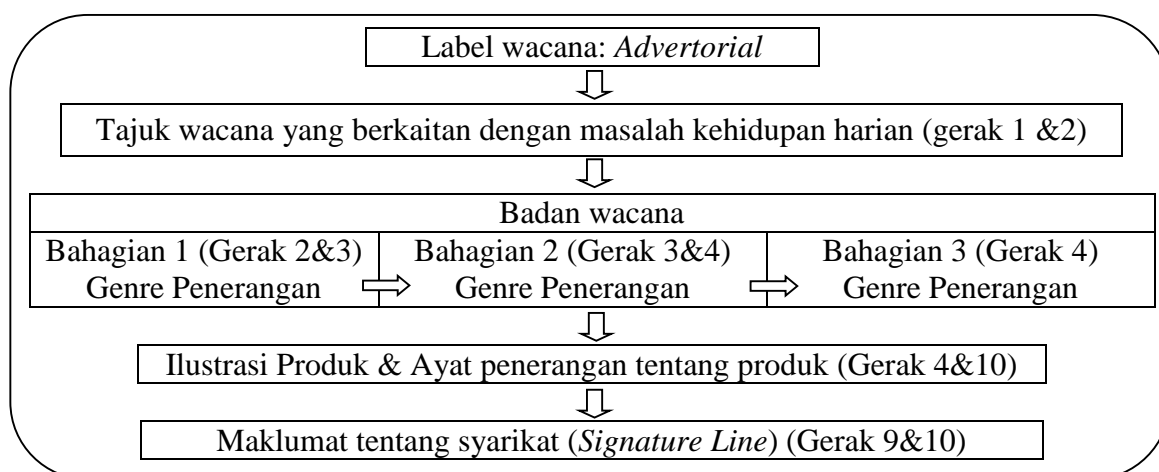 Label wacana: Advertorial
Tajuk wacana yang berkaitan dengan masalah kehidupan harian (gerak 1 &2)
Badan wacana
Bahagian 1 (Gerak 2&3)
Genre Penerangan
Bahagian 2 (Gerak 3&4)
Genre Penerangan
Bahagian 3 (Gerak 4)
Genre Penerangan
Ilustrasi Produk & Ayat penerangan tentang produk (Gerak 4&10)
Maklumat tentang syarikat (Signature Line) (Gerak 9&10)